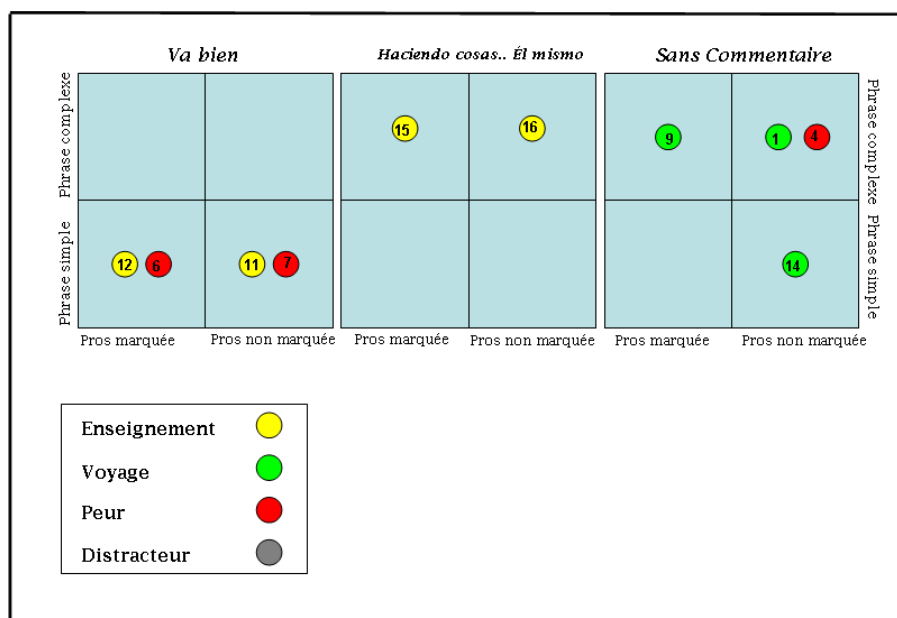 Va bien
Haciendo cosas.. Él mismo
Sans Commentaire
Phrase complexe
15
16
9
1
4
Phrase complexe
Phrase simple
12
6
11
7
14
Phrase simple
Pros marquée
Pros non marquée
Pros marquée
Pros non marquée
Pros marquée
Pros non marquée
Enseignement
Voyage
Peur
Distracteur